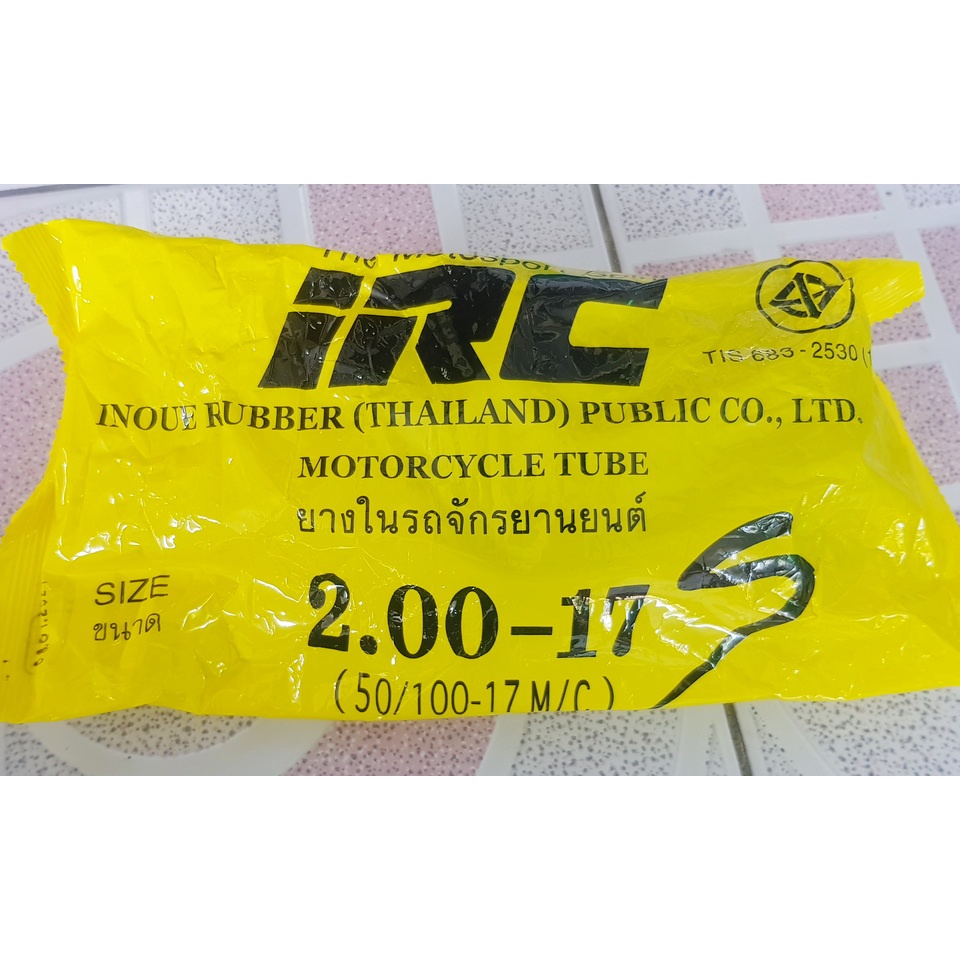 iRC
TIS 683-2530
INOUE RUBBER (THAILAND) PUBLIC CO., LTD.
MOTORCYCLE TUBE
ยางในรถจักรยานยนต์
SIZE
ขนาด
2.00-17
(50/100-17 M/C)